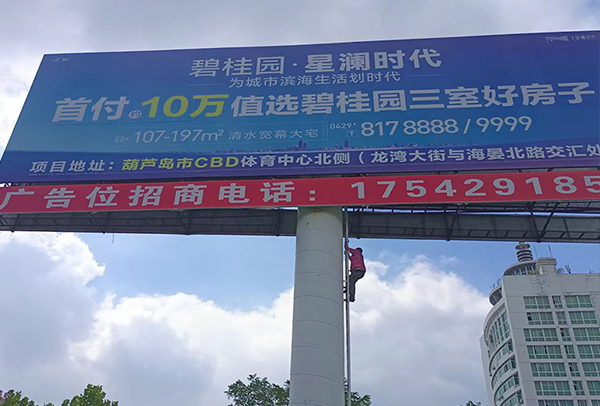 碧桂园·星澜时代
为城市滨海生活划时代
首付约10万值选碧桂园三室好房子
107-197m² 清水宽幕大宅 0429 T 817 8888 / 9999
项目地址：葫芦岛市CBD体育中心北侧（龙湾大街与海晏北路交汇处
广告位招商电话：175429185